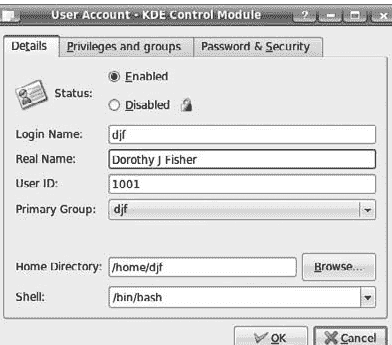 User Account - KDE Control Module
Details Privileges and groups Password & Security
Status: Enabled
Disabled
Login Name: djf
Real Name: Dorothy J Fisher
User ID: 1001
Primary Group: djf
Home Directory: /home/djf Browse...
Shell: /bin/bash
OK Cancel